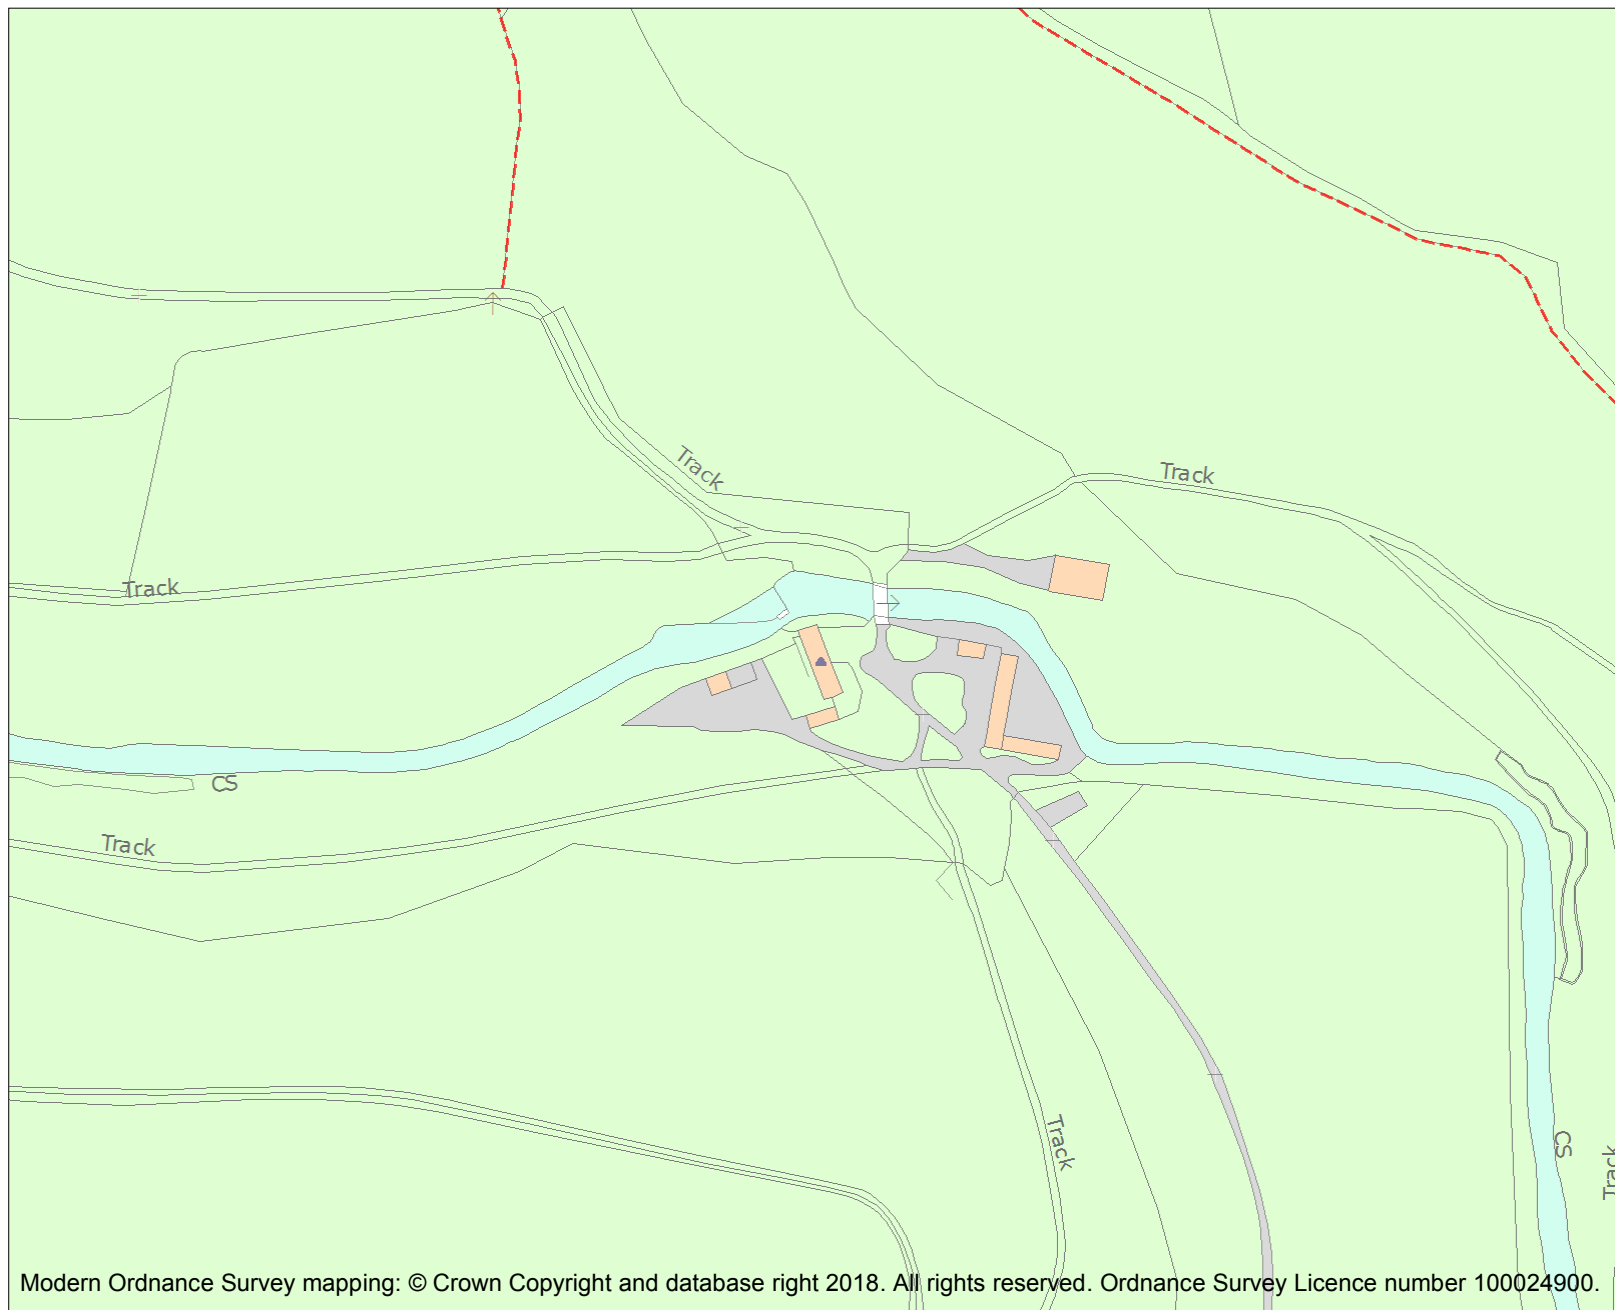 Track
Track
Track
CS
Track
Track
CS
Track
Modern Ordnance Survey mapping: © Crown Copyright and database right 2018. All rights reserved. Ordnance Survey Licence number 100024900.